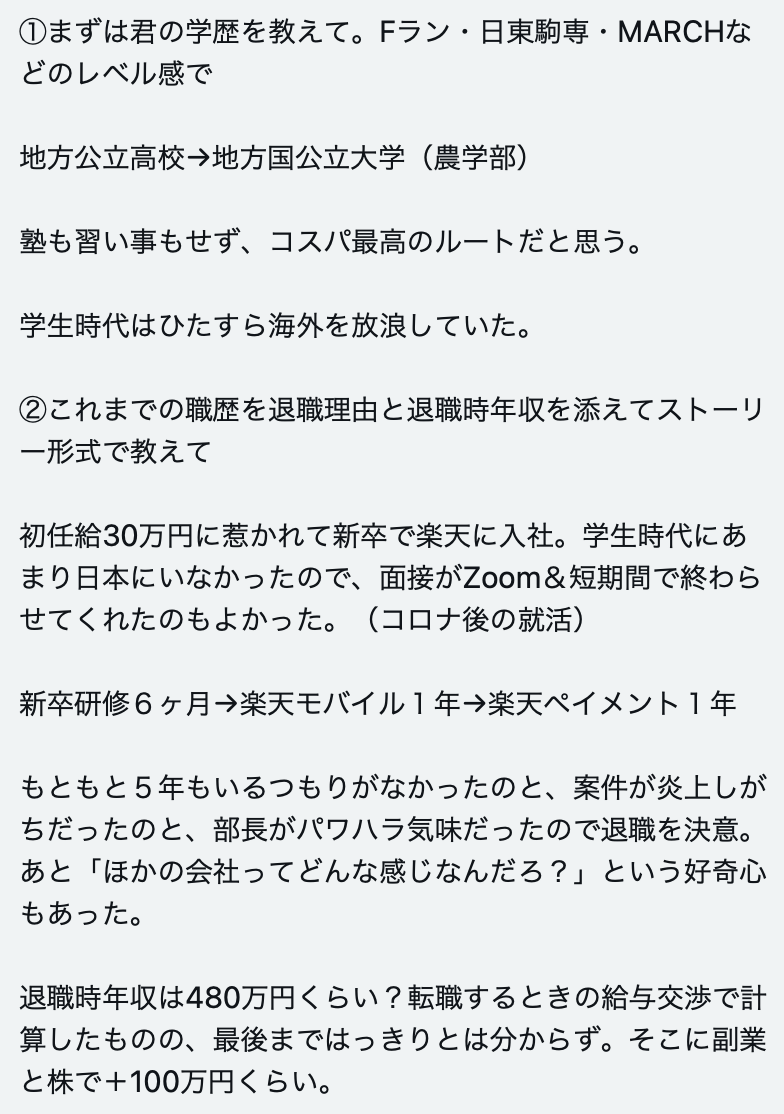 ①まずは君の学歴を教えて。Fラン・日東駒専・MARCHな
どのレベル感で
地方公立高校→地方国公立大学（農学部）
塾も習い事もせず、コスパ最高のルートだと思う。
学生時代はひたすら海外を放浪していた。
②これまでの職歴を退職理由と退職時年収を添えてストーリ
ー形式で教えて
初任給30万円に惹かれて新卒で楽天に入社。学生時代にあ
まり日本にいなかったので、面接がZoom＆短期間で終わら
せてくれたのもよかった。（コロナ後の就活）
新卒研修６ヶ月→楽天モバイル１年→楽天ペイメント１年
もともと５年もいるつもりがなかったのと、案件が炎上しが
ちだったのと、部長がパワハラ気味だったので退職を決意。
あと「ほかの会社ってどんな感じなんだろ？」という好奇心
もあった。
退職時年収は480万円くらい？転職するときの給与交渉で計
算したものの、最後まではっきりとは分からず。そこに副業
と株で＋100万円くらい。